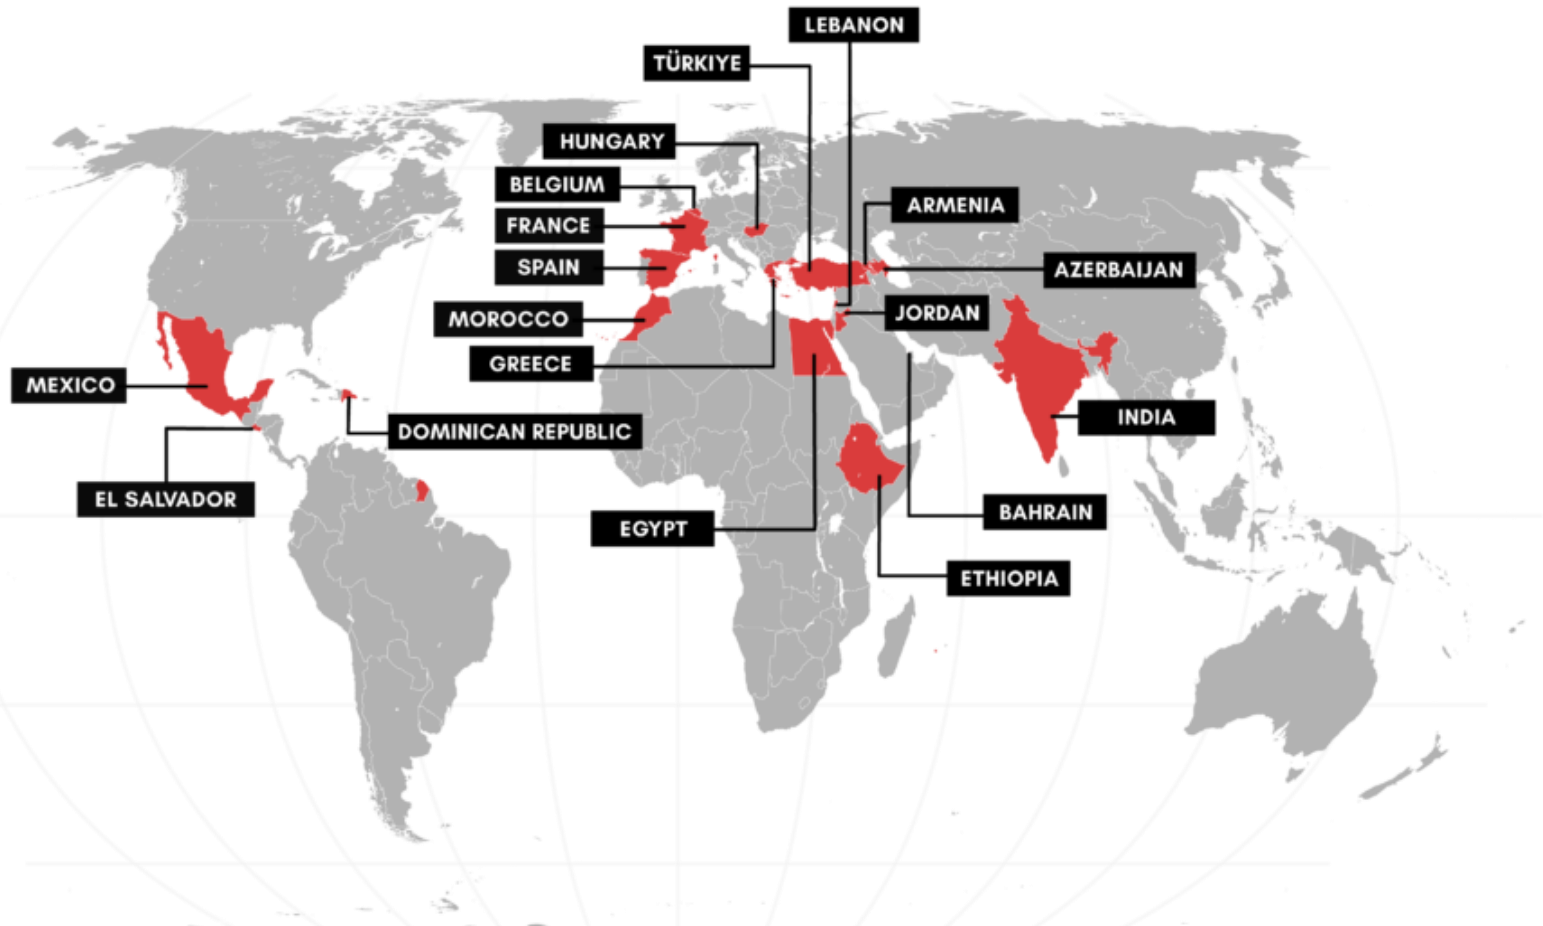 LEBANON
TÜRKIYE
HUNGARY
BELGIUM
ARMENIA
FRANCE
SPAIN
AZERBAIJAN
JORDAN
MOROCCO
GREECE
MEXICO
INDIA
DOMINICAN REPUBLIC
EL SALVADOR
BAHRAIN
EGYPT
ETHIOPIA